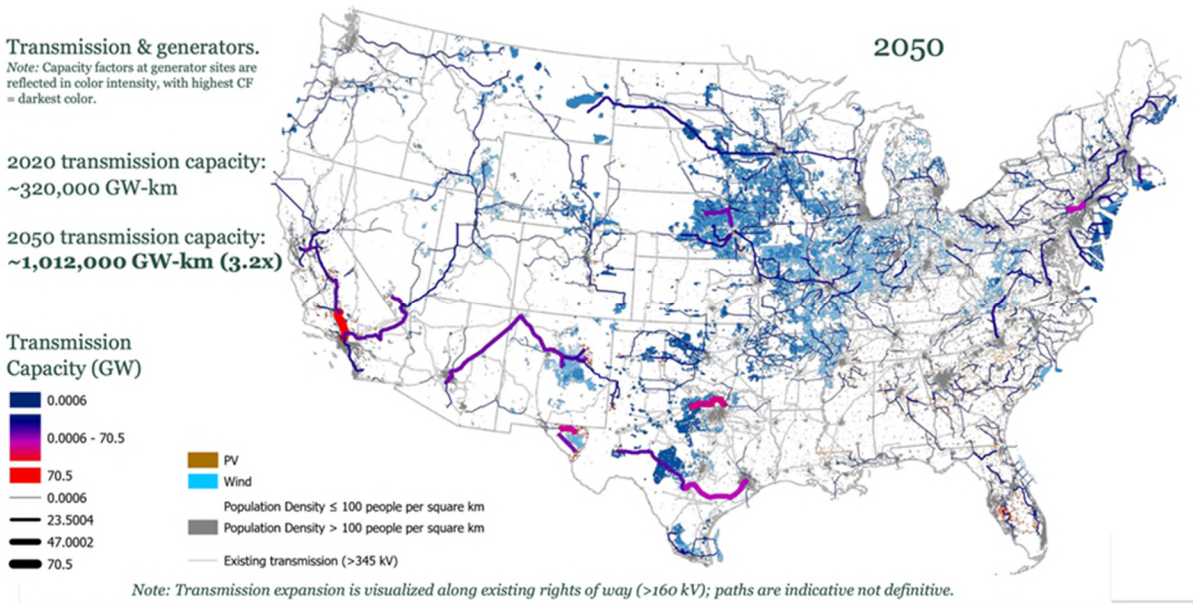 2050
Transmission & generators.
Note: Capacity factors at generator sites are
reflected in color intensity, with highest CF
= darkest color.
2020 transmission capacity:
~320,000 GW-km
2050 transmission capacity:
~1,012,000 GW-km (3.2x)
Transmission
Capacity (GW)
0.0006
0.0006 - 70.5
70.5
0.0006
23.5004
47.0002
70.5
PV
Wind
Population Density ≤ 100 people per square km
Population Density > 100 people per square km
Existing transmission (>345 kV)
Note: Transmission expansion is visualized along existing rights of way (>160 kV); paths are indicative not definitive.